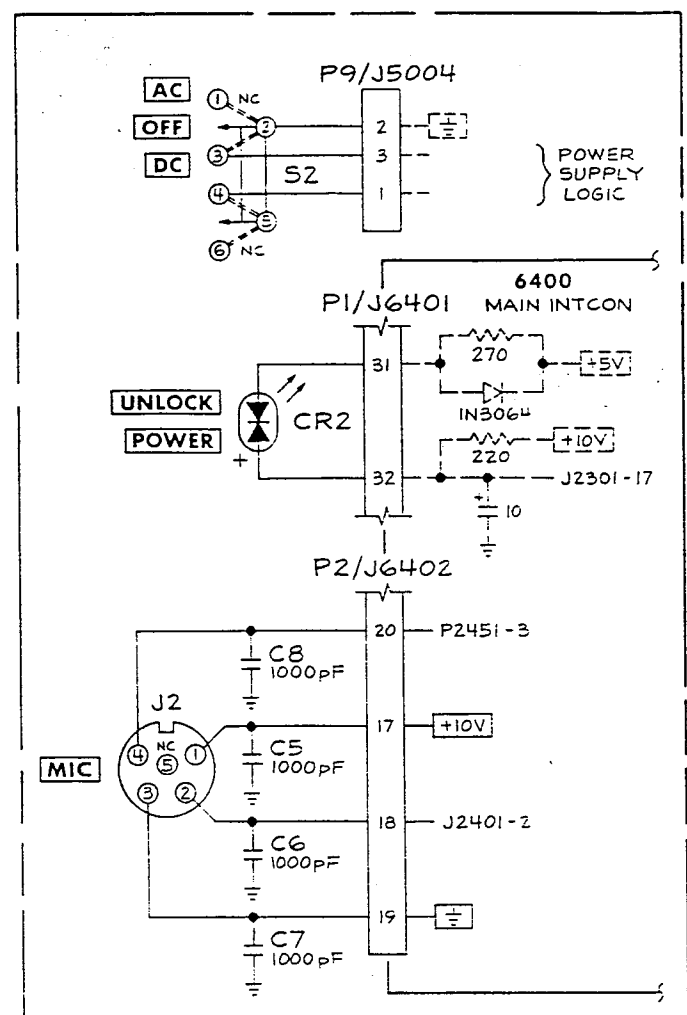 P9/J5004
AC
1
NC
OFF
2
2
DC
3
3
S2
POWER
SUPPLY
LOGIC
4
1
5
6
NC
6400
MAIN INTCON
P1/J6401
31
270
+5V
1N3064
UNLOCK
CR2
POWER
+
+10V
220
32
J2301-17
+
10
P2/J6402
20
P2451-3
C8
1000pF
J2
17
+10V
4
NC
5
1
C5
1000pF
MIC
3
2
18
J2401-2
C6
1000pF
19
C7
1000pF